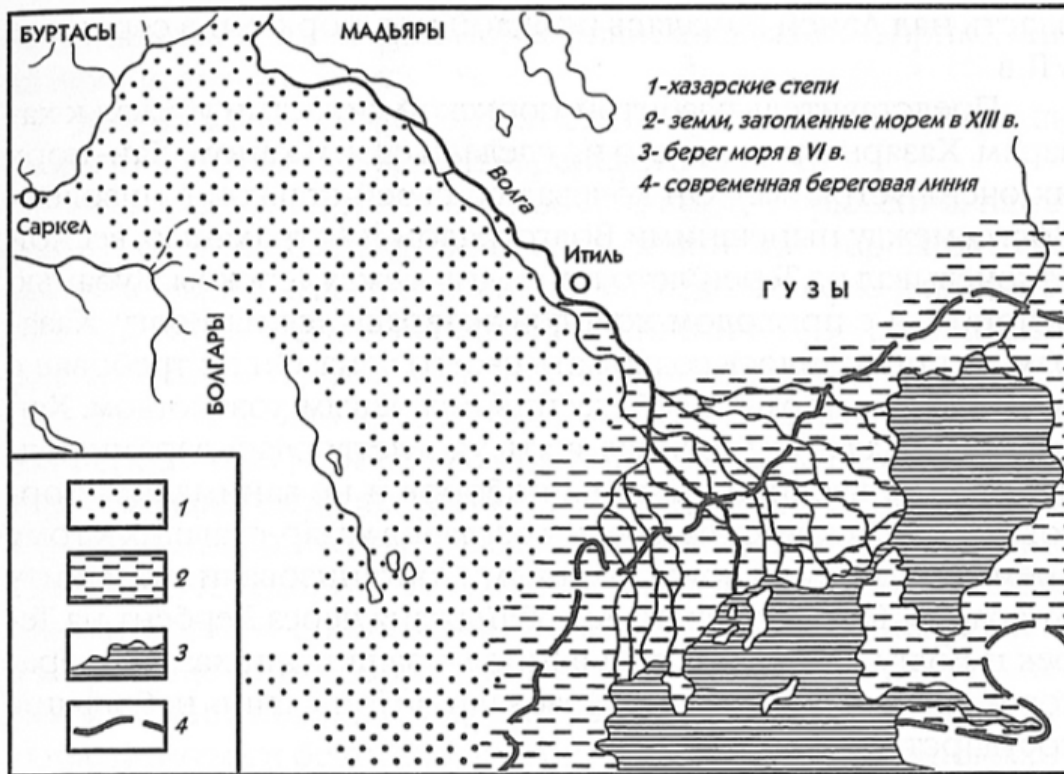 БУРТАСЫ
МАДЬЯРЫ
1-хазарские степи
2- земли, затопленные морем в XIII в.
3- берег моря в VI в.
4- современная береговая линия
Волга
Саркел
Итиль
ГУЗЫ
БОЛГАРЫ
1
2
3
4